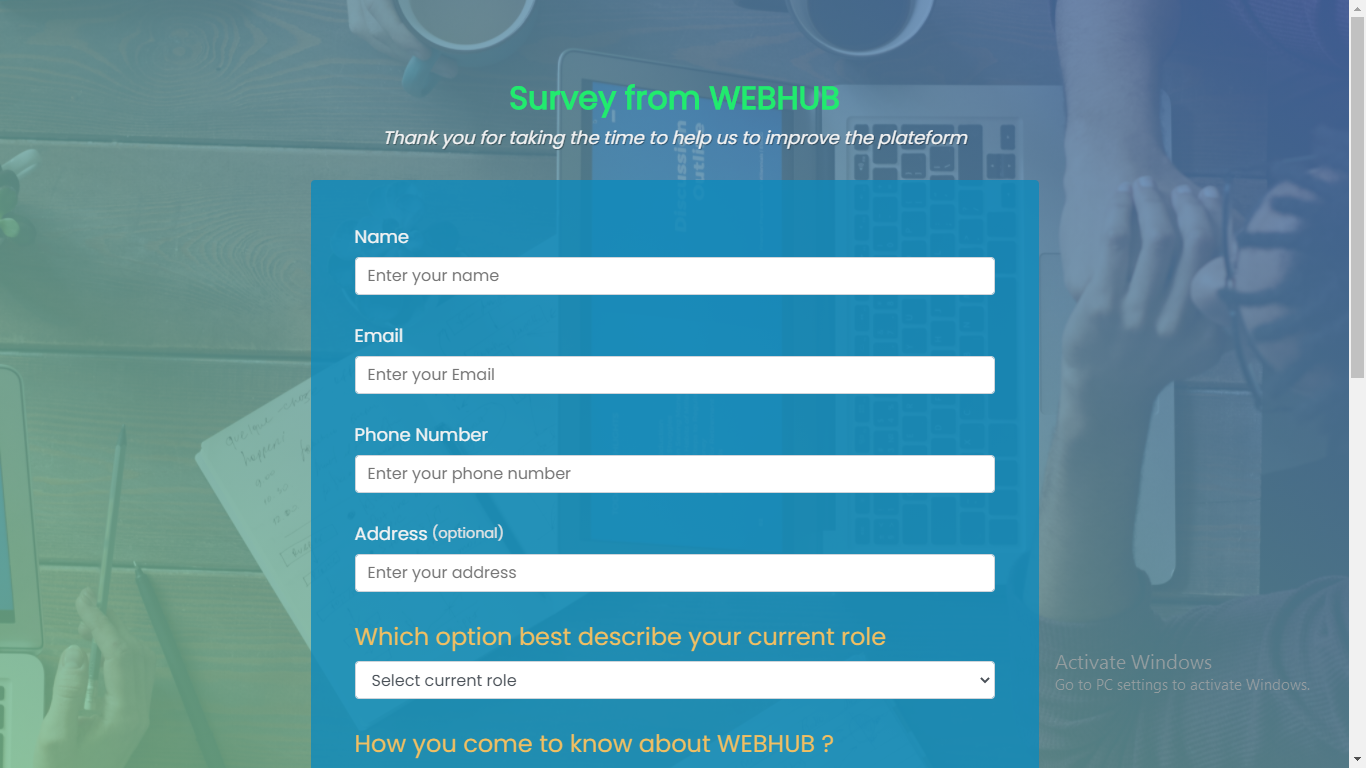 Survey from WEBHUB
Thank you for taking the time to help us to improve the plateform
Discussion
Outline
Name
Enter your name
Email
Enter your Email
Phone Number
Enter your phone number
Address (optional)
Enter your address
Which option best describe your current role
Select current role
How you come to know about WEBHUB ?
Activate Windows
Go to PC settings to activate Windows.